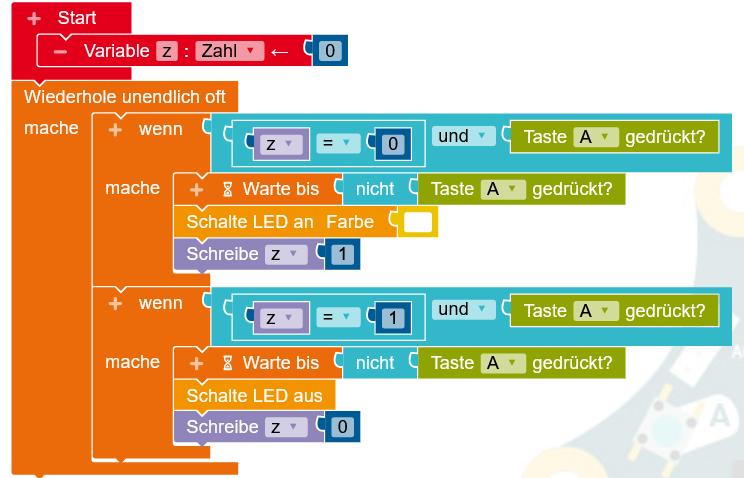 + Start
− Variable z : Zahl ← 0
Wiederhole unendlich oft
mache + wenn z = 0 und Taste A gedrückt?
mache + Warte bis nicht Taste A gedrückt?
Schalte LED an Farbe
Schreibe z 1
+ wenn z = 1 und Taste A gedrückt?
mache + Warte bis nicht Taste A gedrückt?
Schalte LED aus
Schreibe z 0
A